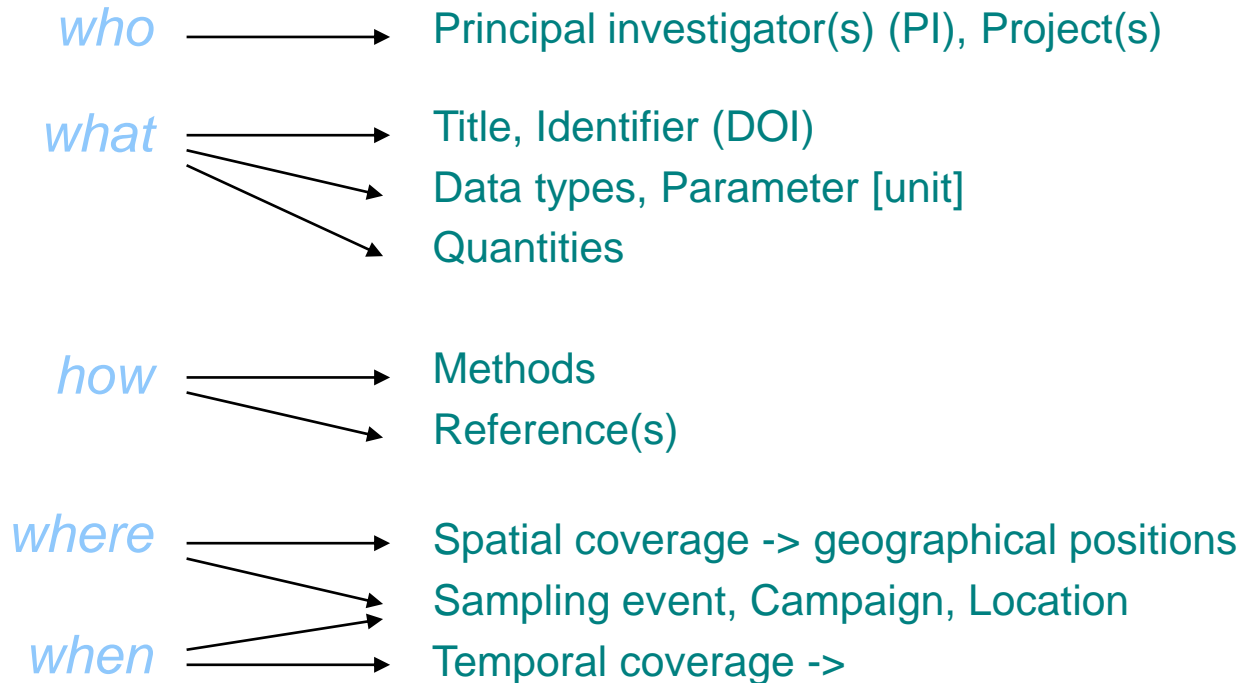 who Principal investigator(s) (PI), Project(s)
what Title, Identifier (DOI)
Data types, Parameter [unit]
Quantities
how Methods
Reference(s)
where Spatial coverage -> geographical positions
Sampling event, Campaign, Location
when Temporal coverage ->